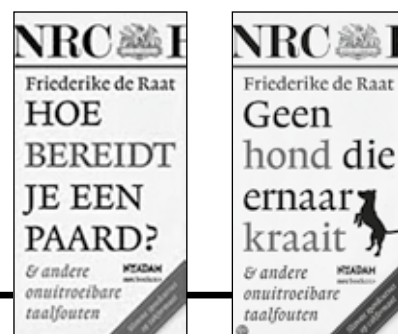 NRC
Friederike de Raat
HOE
BEREIDT
JE EEN
PAARD?
& andere
onuitroeibare
taalfouten
NRC
Friederike de Raat
Geen
hond die
ernaar
kraait
& andere
onuitroeibare
taalfouten